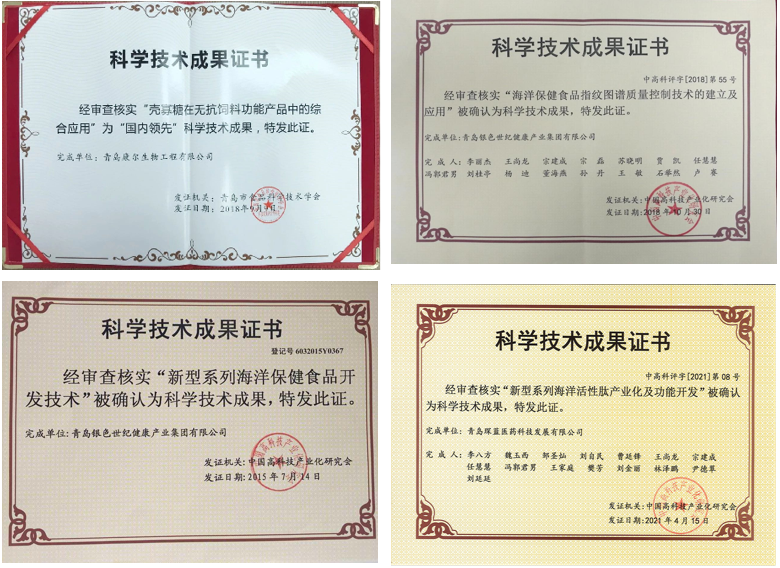 科学技术成果证书
经审查核实“壳寡糖在无抗饲料功能产品中的综
合应用”为“国内领先”科学技术成果，特发此证。
完成单位：青岛康尔生物工程有限公司
发证机关：青岛市食品科学技术学会
发证日期：2018年6月
科学技术成果证书
中高科评字[2018]第55号
经审查核实“海洋保健食品指纹图谱质量控制技术的建立及
应用”被确认为科学技术成果，特发此证。
完成单位：青岛银色世纪健康产业集团有限公司
完成人：李丽杰 王尚龙 宗建成 宗磊 苏晓明 贾凯 任慧慧
冯郭君男 刘桂亭 杨迪 董海燕 孙丹 王敏 石攀然 卢赛
发证机关：中国高科技产业化研究会
发证日期：2018年10月30日
科学技术成果证书
登记号6032015Y0367
经审查核实“新型系列海洋保健食品开
发技术”被确认为科学技术成果，特发此证。
完成单位：青岛银色世纪健康产业集团有限公司
发证机关：中国高科技产业化研究会
发证日期：2015年7月14日
科学技术成果证书
中高科评字[2021]第08号
经审查核实“新型系列海洋活性肽产业化及功能开发”被确认
为科学技术成果，特发此证。
完成单位：青岛琛蓝医药科技发展有限公司
完成人：李八方 魏玉西 邹圣灿 刘自民 曹廷锋 王尚龙 宗建成
任慧慧 冯郭君男 王家庭 樊芳 刘金丽 林泽鹏 尹德翠
刘延延
发证机关：中国高科技产业化研究会
发证日期：2021年4月15日